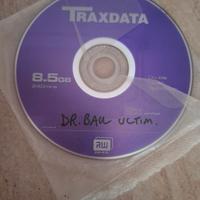 TRAXDATA
8.5GB
DR. BALL ULTIM.
RW